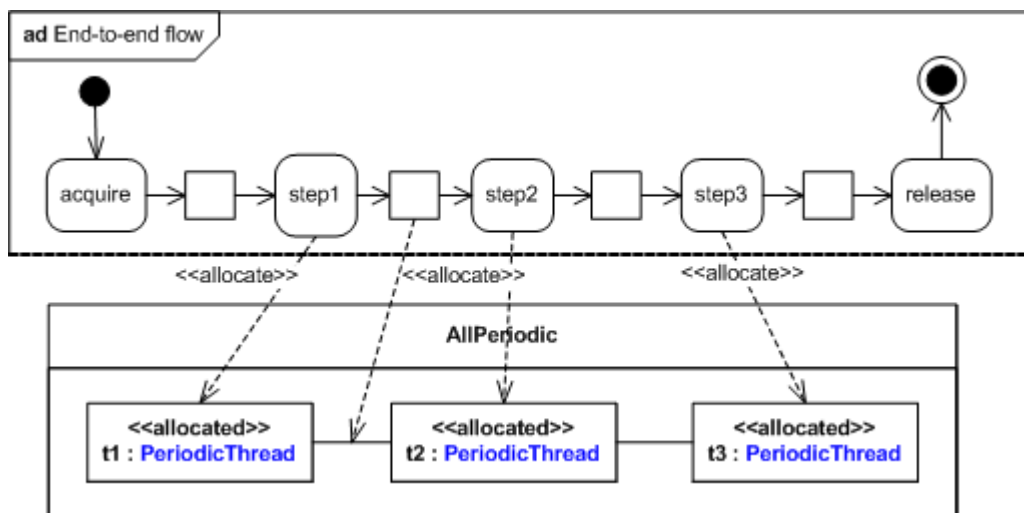 ad End-to-end flow
acquire
step1
step2
step3
release
<<allocate>>
<<allocate>>
<<allocate>>
AllPeriodic
<<allocated>>
t1 : PeriodicThread
<<allocated>>
t2 : PeriodicThread
<<allocated>>
t3 : PeriodicThread